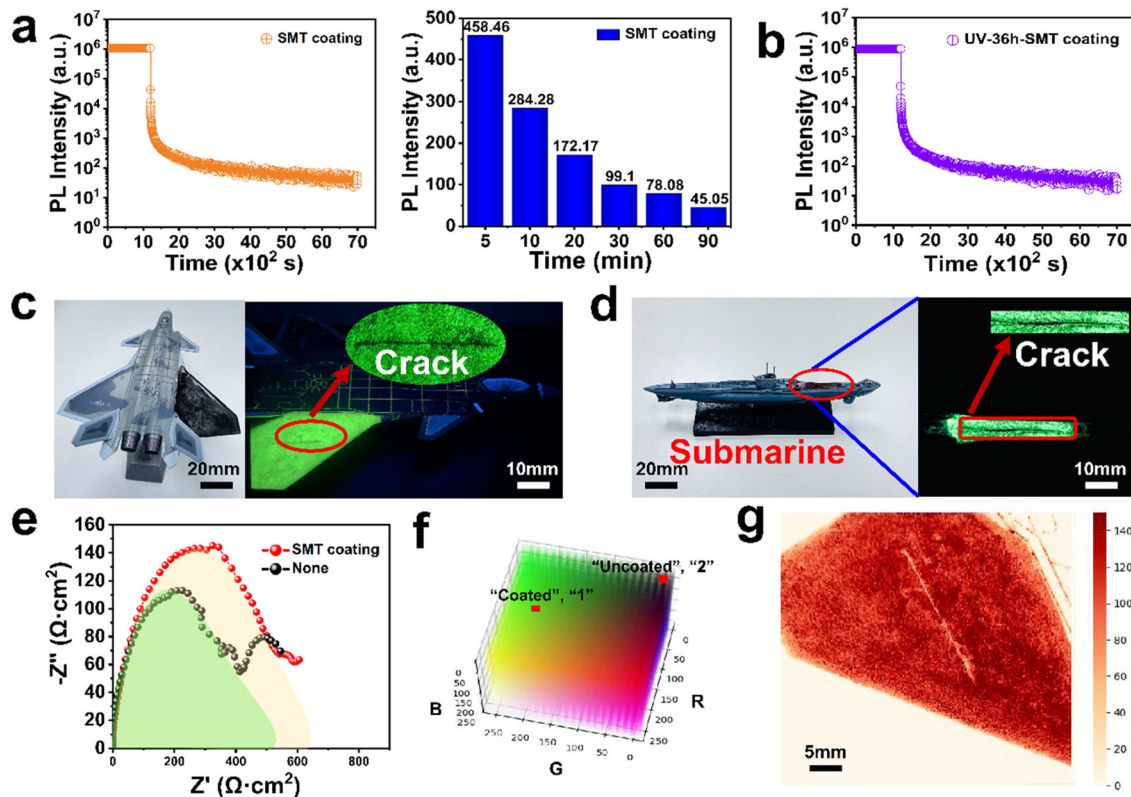 a
PL Intensity (a.u.)
10⁷
10⁶
10⁵
10⁴
10³
10²
10¹
10⁰
SMT coating
0 10 20 30 40 50 60 70
Time (x10² s)
PL Intensity (a.u.)
500
400
300
200
100
0
SMT coating
458.46
284.28
172.17
99.1
78.08
45.05
5 10 20 30 60 90
Time (min)
b
PL Intensity (a.u.)
10⁷
10⁶
10⁵
10⁴
10³
10²
10¹
10⁰
UV-36h-SMT coating
0 10 20 30 40 50 60 70
Time (x10² s)
c
20mm
Crack
10mm
d
Submarine
20mm
Crack
10mm
e
-Z'' (Ω·cm²)
160
140
120
100
80
60
40
20
0
SMT coating
None
0 200 400 600 800
Z' (Ω·cm²)
f
“Uncoated”, “2”
“Coated”, “1”
B
0
50
100
150
200
250
250 200 150 100 50 0
G
0
50
100
150
200
250
R
g
5mm
140
120
100
80
60
40
20
0